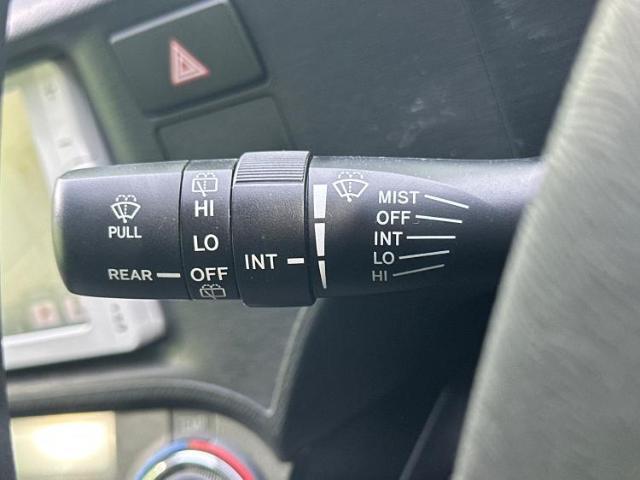 PULL
REAR
HI
LO
OFF
INT
MIST
OFF
INT
LO
HI